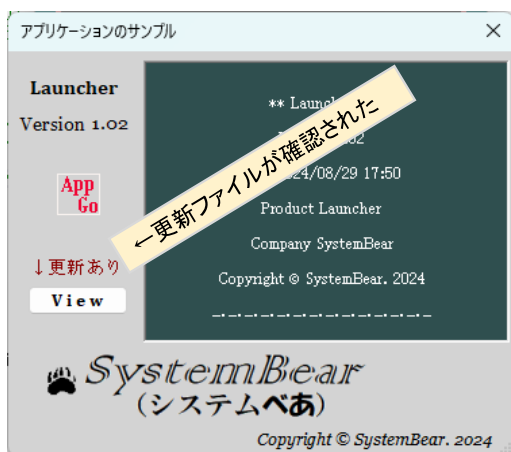 アプリケーションのサンプル
Launcher
Version 1.02
App
Go
↓更新あり
View
←更新ファイルが確認された
24/08/29 17:50
Product Launcher
Company SystemBear
Copyright © SystemBear. 2024
-.-.-.-.-.-.-.-.-.-.-.-.-
SystemBear
(システムべあ)
Copyright © SystemBear. 2024